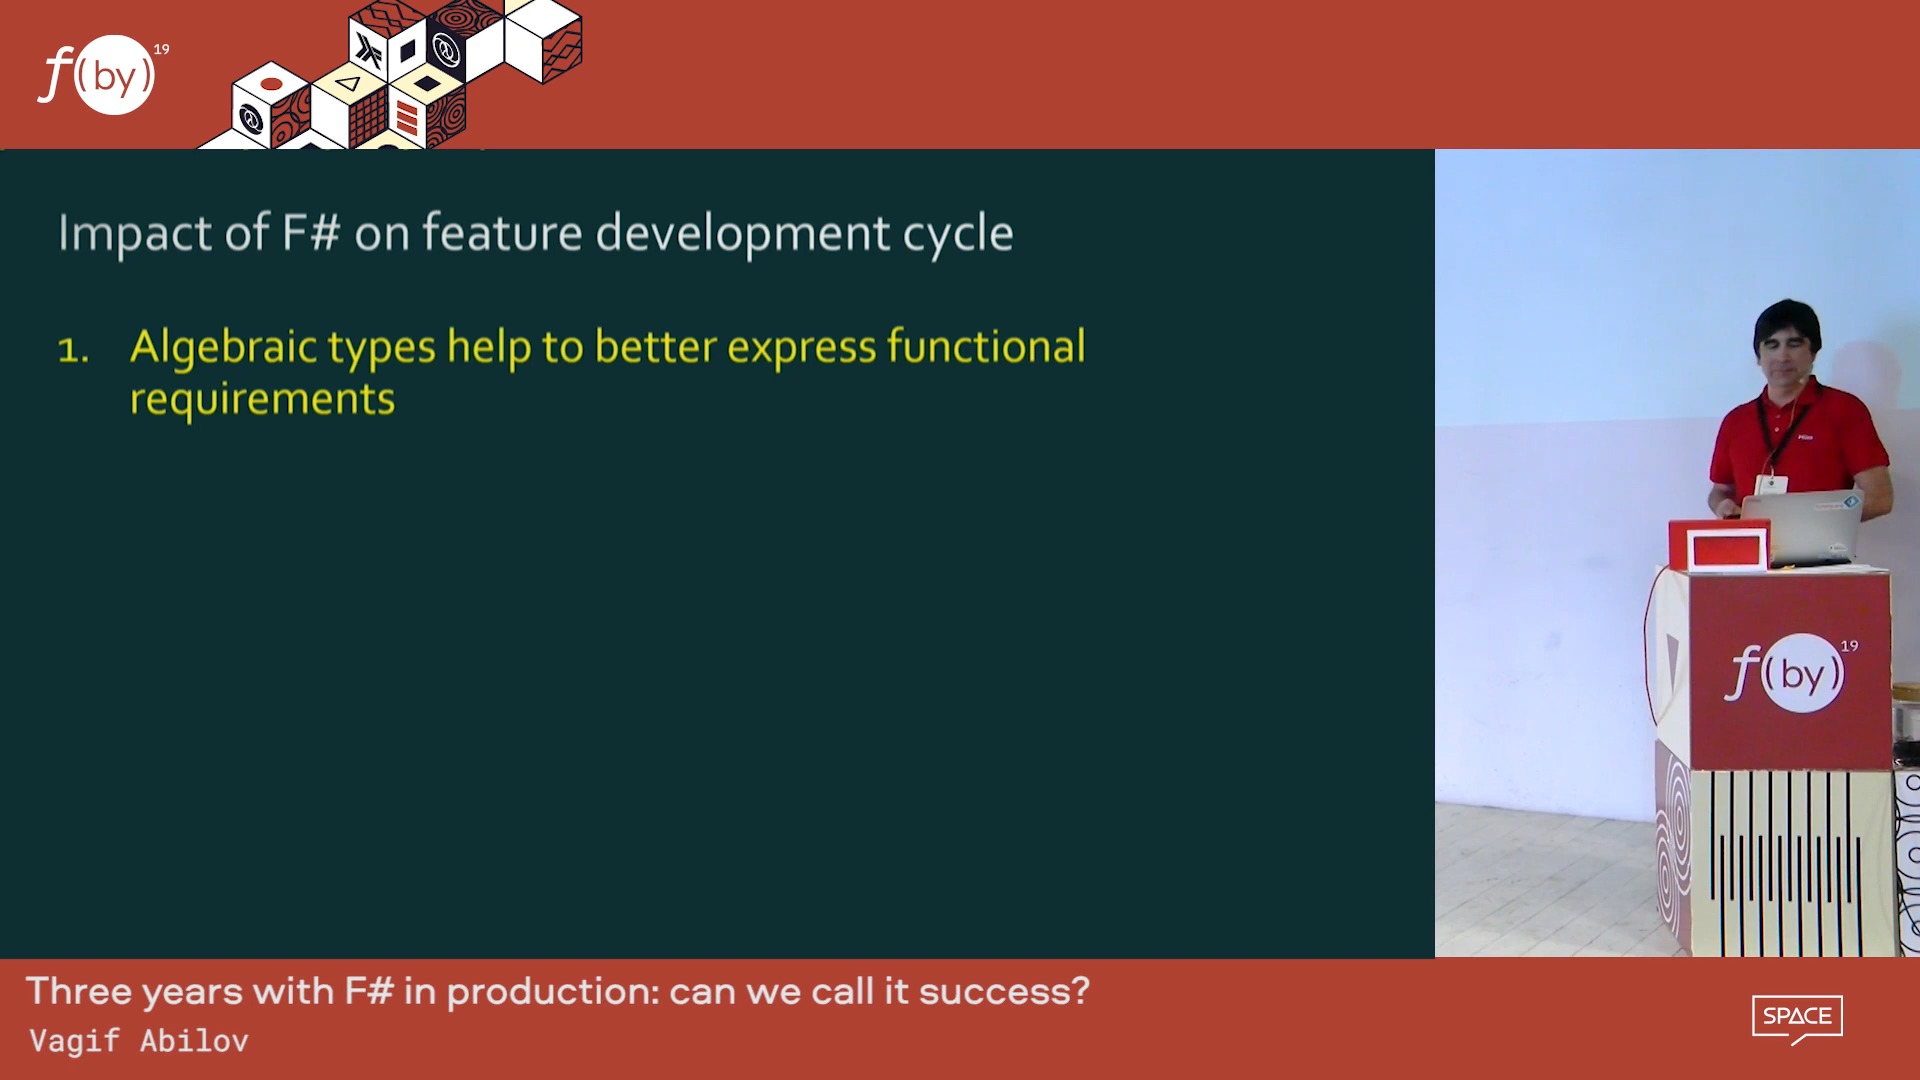 f(by) 19
Impact of F# on feature development cycle
1. Algebraic types help to better express functional
requirements
f(by) 19
Three years with F# in production: can we call it success?
Vagif Abilov
SPACE